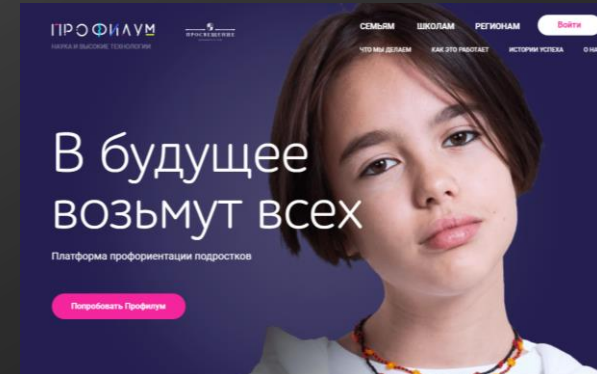 ПРОФИЛУМ
НАУКА И ВЫСОКИЕ ТЕХНОЛОГИИ
ПРОСВЕЩЕНИЕ
СЕМЬЯМ ШКОЛАМ РЕГИОНАМ Войти
ЧТО МЫ ДЕЛАЕМ КАК ЭТО РАБОТАЕТ ИСТОРИИ УСПЕХА О НА
В будущее
возьмут всех
Платформа профориентации подростков
Попробовать Профилум